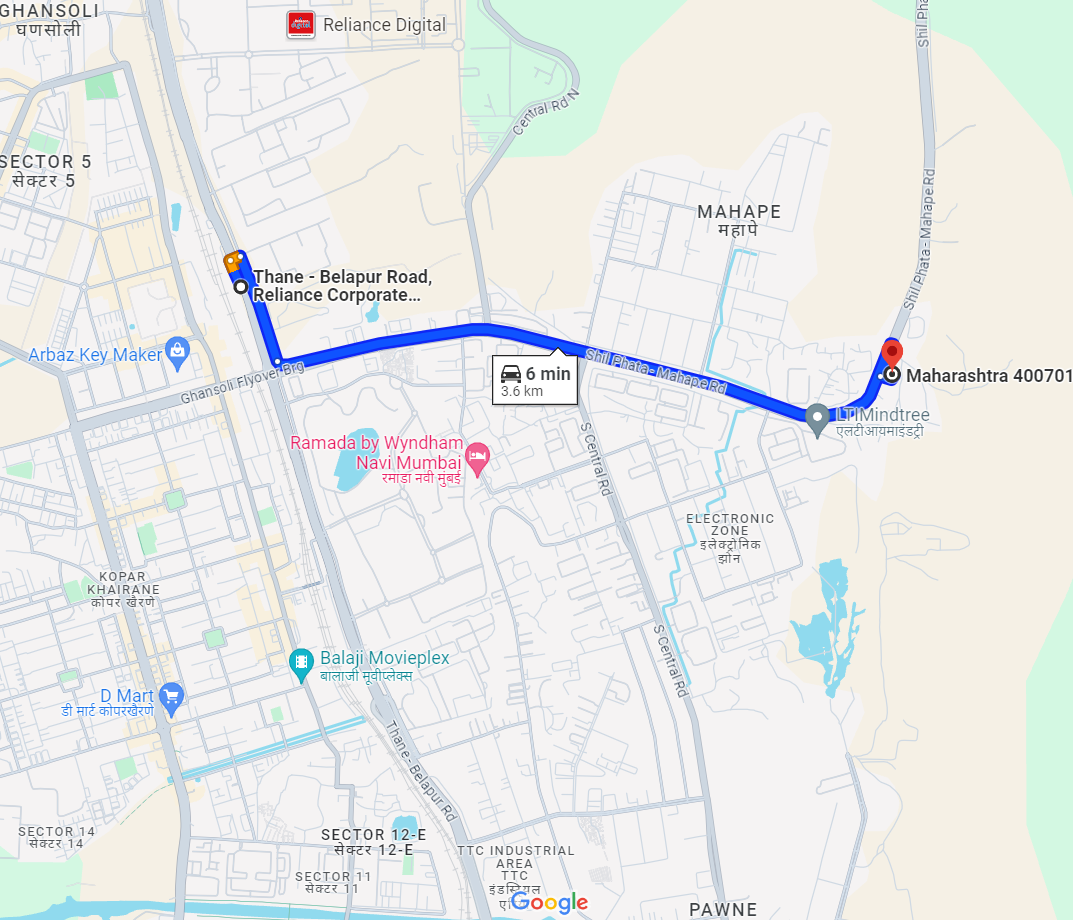 GHANSOLI
घणसोली
Reliance Digital
Shil Pha
Central Rd N
SECTOR 5
सेक्टर 5
MAHAPE
महापे
Shil Phata - Mahape Rd
Thane - Belapur Road,
Reliance Corporate...
Arbaz Key Maker
Ghansoli Flyover Brg
6 min
3.6 km
Shil Phata - Mahape Rd
Maharashtra 400701
LTIMindtree
एलटीआयमाइंडट्री
Ramada by Wyndham
Navi Mumbai
रमाडा नवी मुंबई
S Central Rd
ELECTRONIC
ZONE
इलेक्ट्रोनिक
झोन
KOPAR
KHAIRANE
कोपर खैरणे
S Central Rd
Balaji Movieplex
बालाजी मूवीप्लेक्स
D Mart
डी मार्ट कोपरखैरणे
Thane - Belapur Rd
SECTOR 14
सेक्टर 14
SECTOR 12-E
सेक्टर 12-E
SECTOR 11
सेक्टर 11
TTC INDUSTRIAL
AREA
TTC
इंडस्ट्रियल
Google
PAWNE